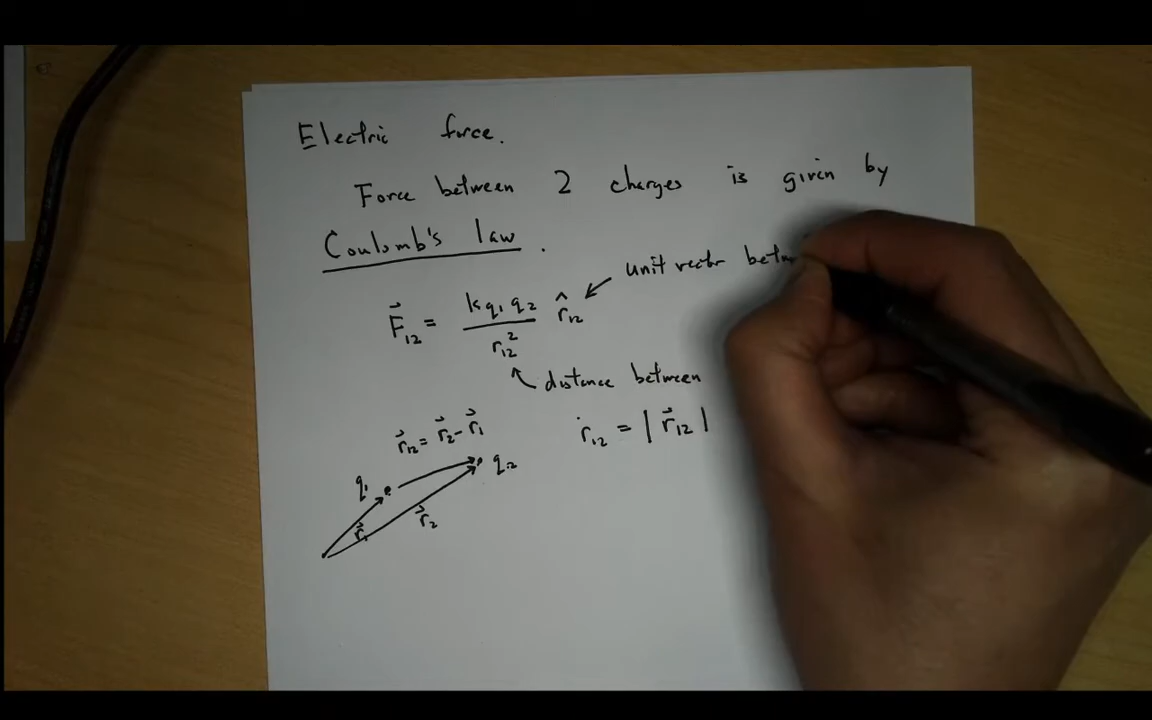 Electric force.
Force between 2 charges is given by
Coulomb's law.
unit vector betw
F⃗₁₂ = kq₁q₂ / r₁₂² r̂₁₂
distance between
r⃗₁₂ = r⃗₂ - r⃗₁
r₁₂ = |r⃗₁₂|
q₁
q₂
r⃗₁
r⃗₂